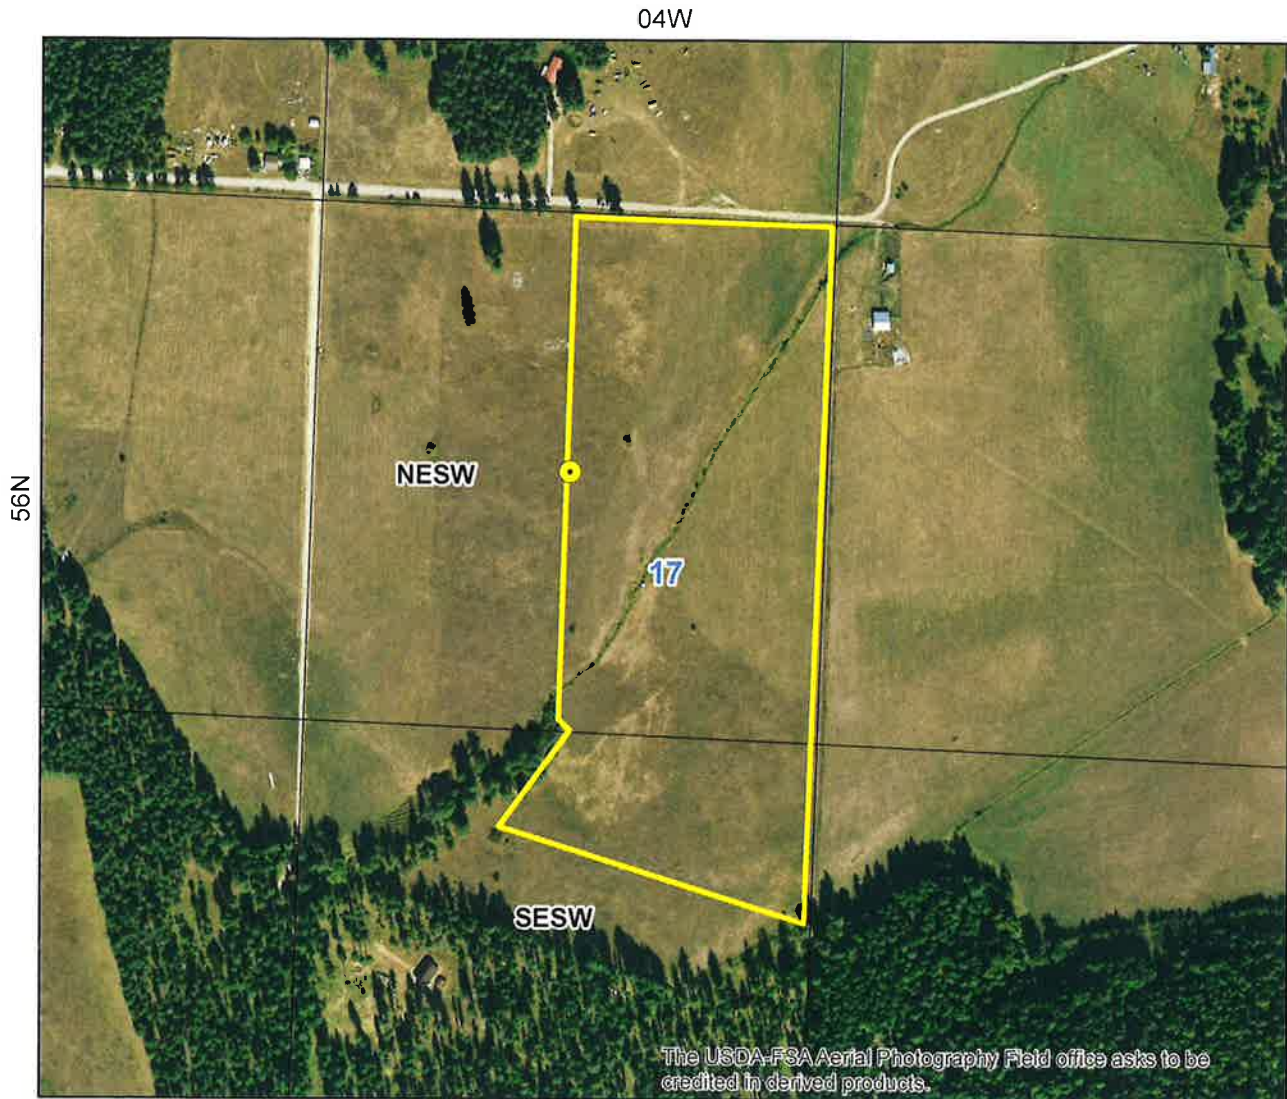 04W
56N
NESW
17
SESW
The USDA-FSA Aerial Photography Field office asks to be
credited in derived products.